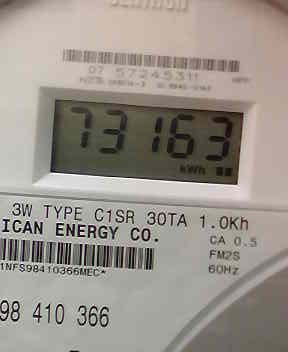 CENTRON
07 57245311
73163
kWh
3W TYPE C1SR 30TA 1.0Kh
ICAN ENERGY CO.
CA 0.5
FM2S
60Hz
1NFS98410366MEC*
98 410 366